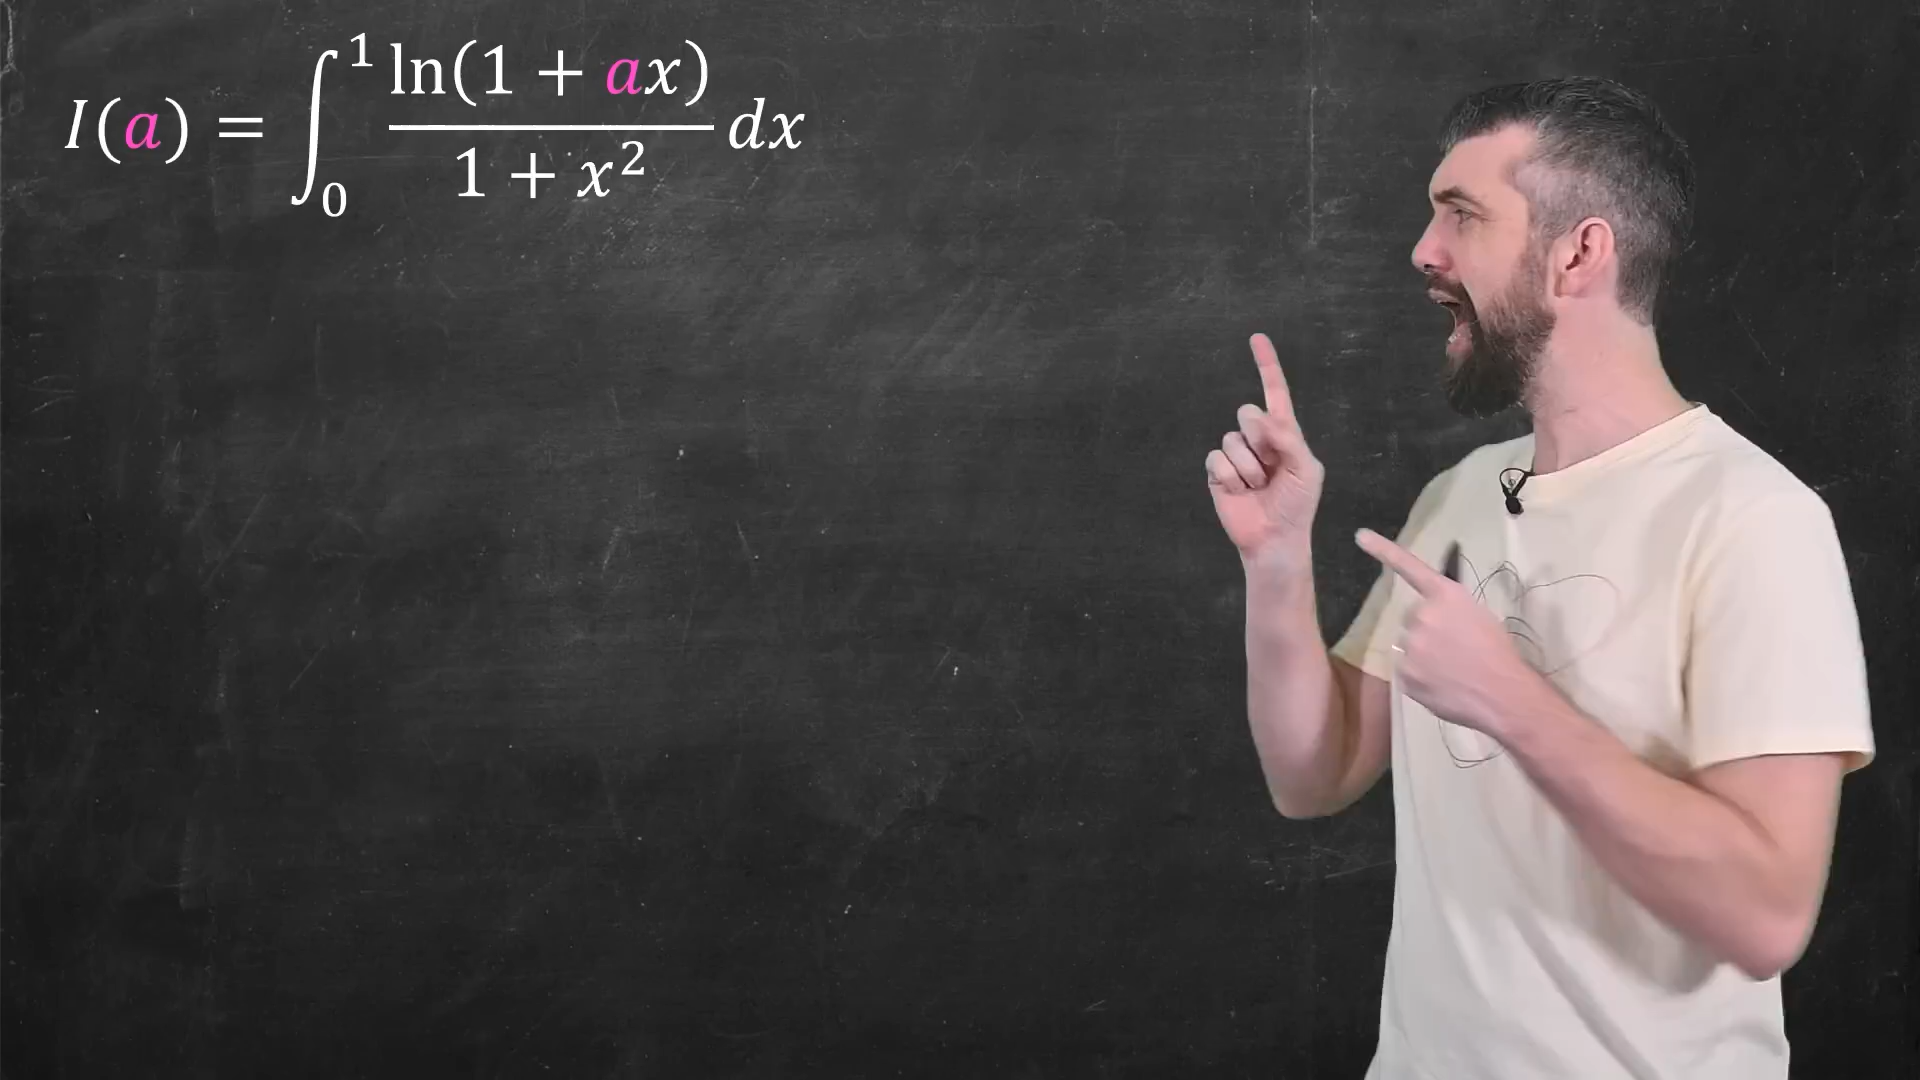 I(a) = ∫₀¹ ln(1 + ax) / (1 + x²) dx